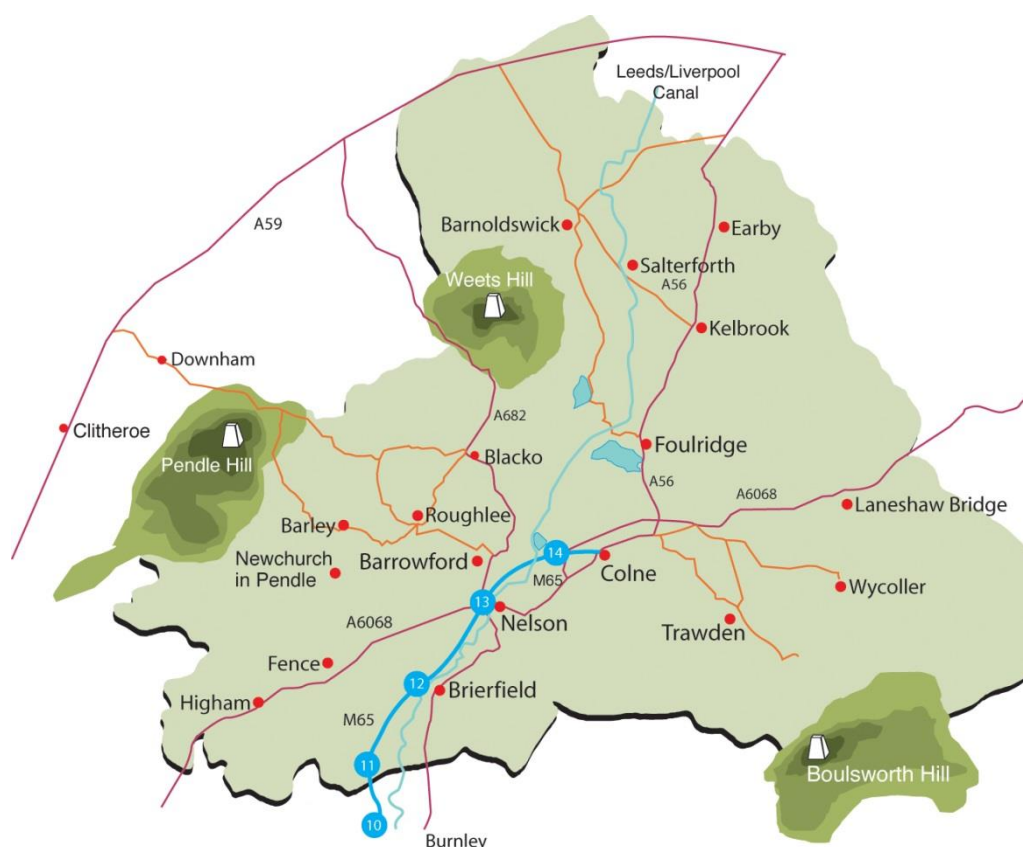 Leeds/Liverpool
Canal
A59
Barnoldswick
Earby
Weets Hill
Salterforth
A56
Kelbrook
Downham
A682
Clitheroe
Pendle Hill
Blacko
Foulridge
A56
A6068
Laneshaw Bridge
Roughlee
Barley
Newchurch
in Pendle
Barrowford
14
M65
Colne
Wycoller
13
Nelson
A6068
Trawden
Fence
12
Brierfield
Higham
M65
11
Boulsworth Hill
10
Burnley